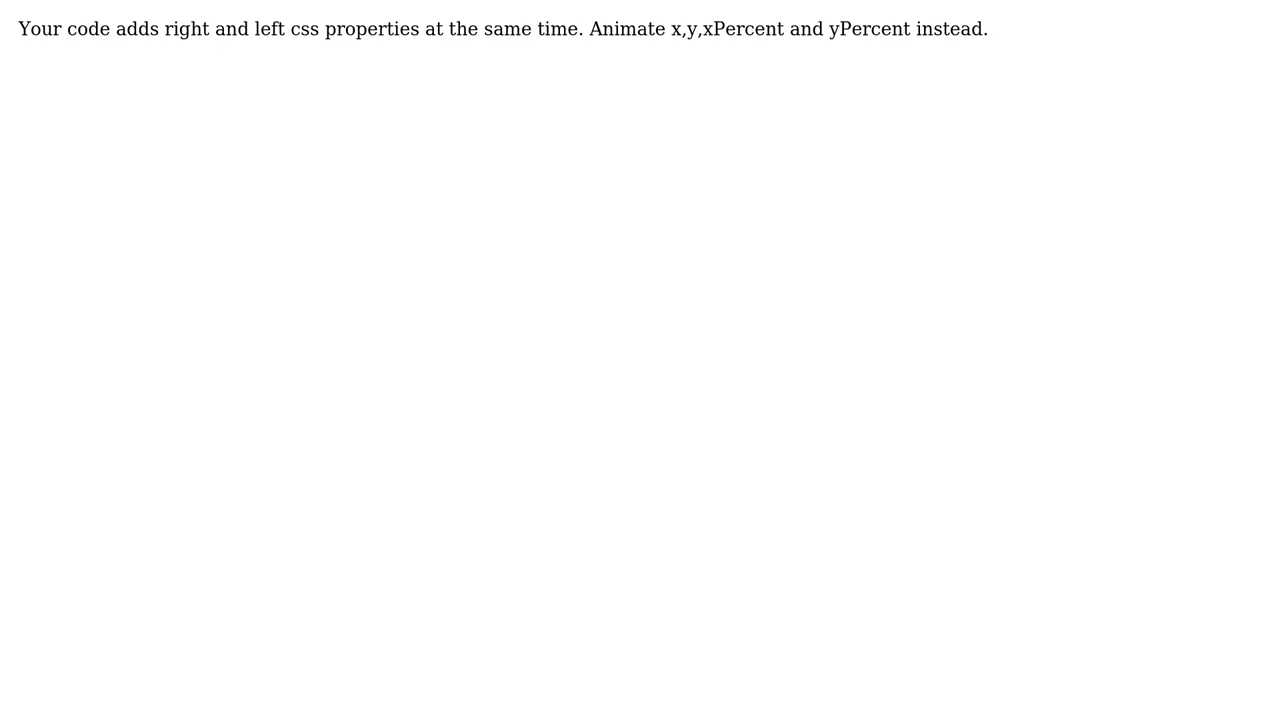 Your code adds right and left css properties at the same time. Animate x,y,xPercent and yPercent instead.